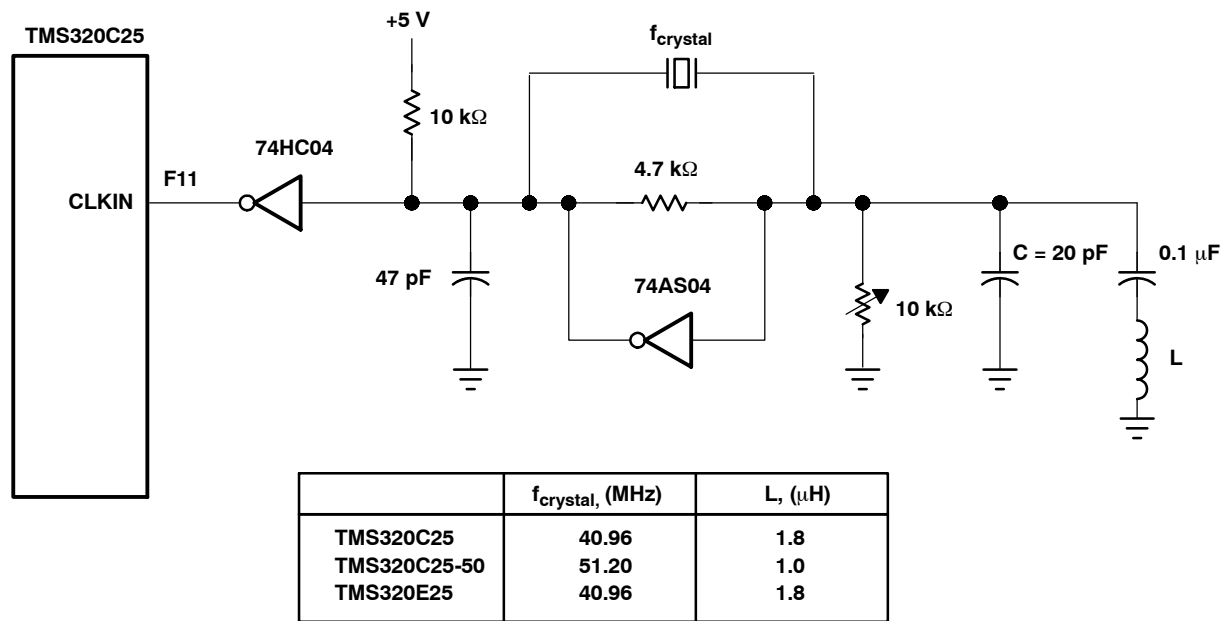 +5 V
TMS320C25
f crystal
10 kΩ
74HC04
4.7 kΩ
F11
CLKIN
47 pF
74AS04
10 kΩ
C = 20 pF
0.1 μF
L
f crystal, (MHz) L, (μH)
TMS320C25 40.96 1.8
TMS320C25-50 51.20 1.0
TMS320E25 40.96 1.8